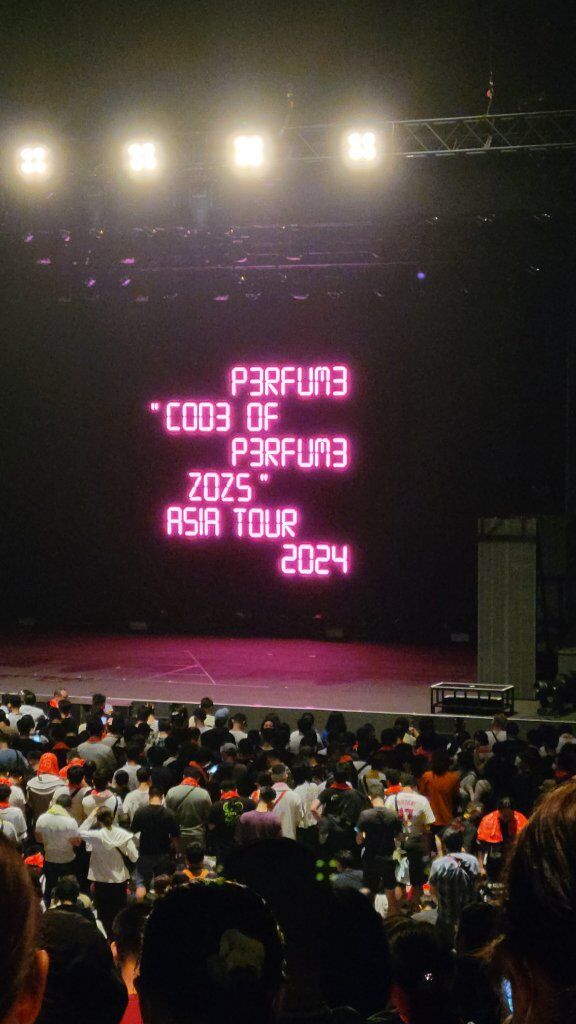 P3RFUM3
"COD3 OF
P3RFUM3
ZOZ5"
ASIA TOUR
2024